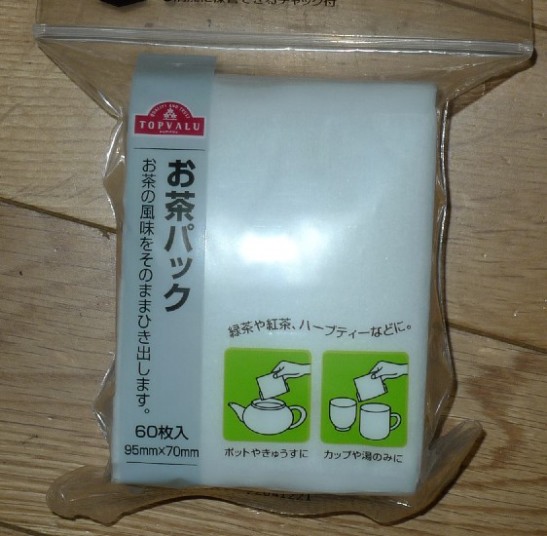 TOPVALU
お茶パック
お茶の風味をそのままひき出します。
60枚入
95mm×70mm
緑茶や紅茶、ハーブティーなどに。
ポットやきゅうすに
カップや湯のみに